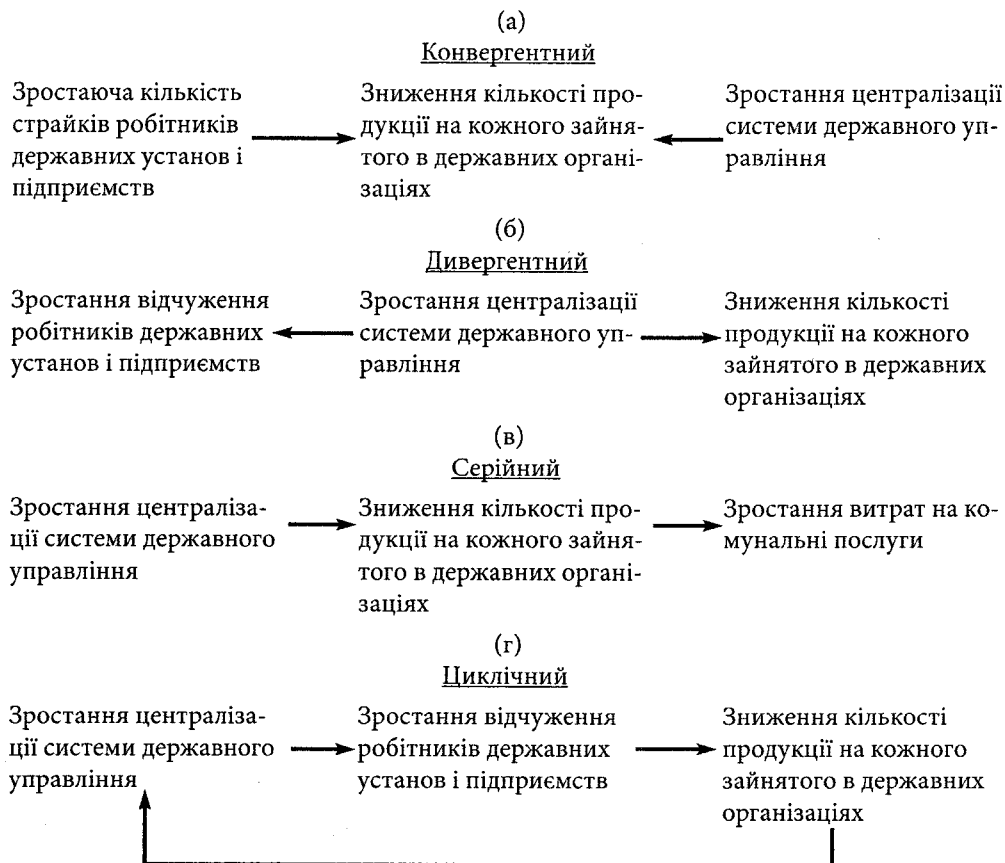 (а)
Конвергентний
Зростаюча кількість
страйків робітників
державних установ і
підприємств
Зниження кількості про-
дукції на кожного зайня-
того в державних органі-
заціях
Зростання централізації
системи державного уп-
равління
(б)
Дивергентний
Зростання відчуження
робітників державних
установ і підприємств
Зростання централізації
системи державного уп-
равління
Зниження кількості
продукції на кожного
зайнятого в державних
організаціях
(в)
Серійний
Зростання централіза-
ції системи державного
управління
Зниження кількості про-
дукції на кожного зайня-
того в державних органі-
заціях
Зростання витрат на ко-
мунальні послуги
(г)
Циклічний
Зростання централіза-
ції системи державного
управління
Зростання відчуження
робітників державних
установ і підприємств
Зниження кількості
продукції на кожного
зайнятого в державних
організаціях